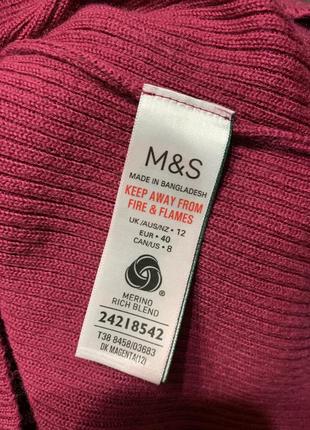 M&S
MADE IN BANGLADESH
KEEP AWAY FROM
FIRE & FLAMES
UK/AUS/NZ • 12
EUR • 40
CAN/US • 8
®
MERINO
RICH BLEND
24218542
T38 8458/03683
DK MAGENTA(12)